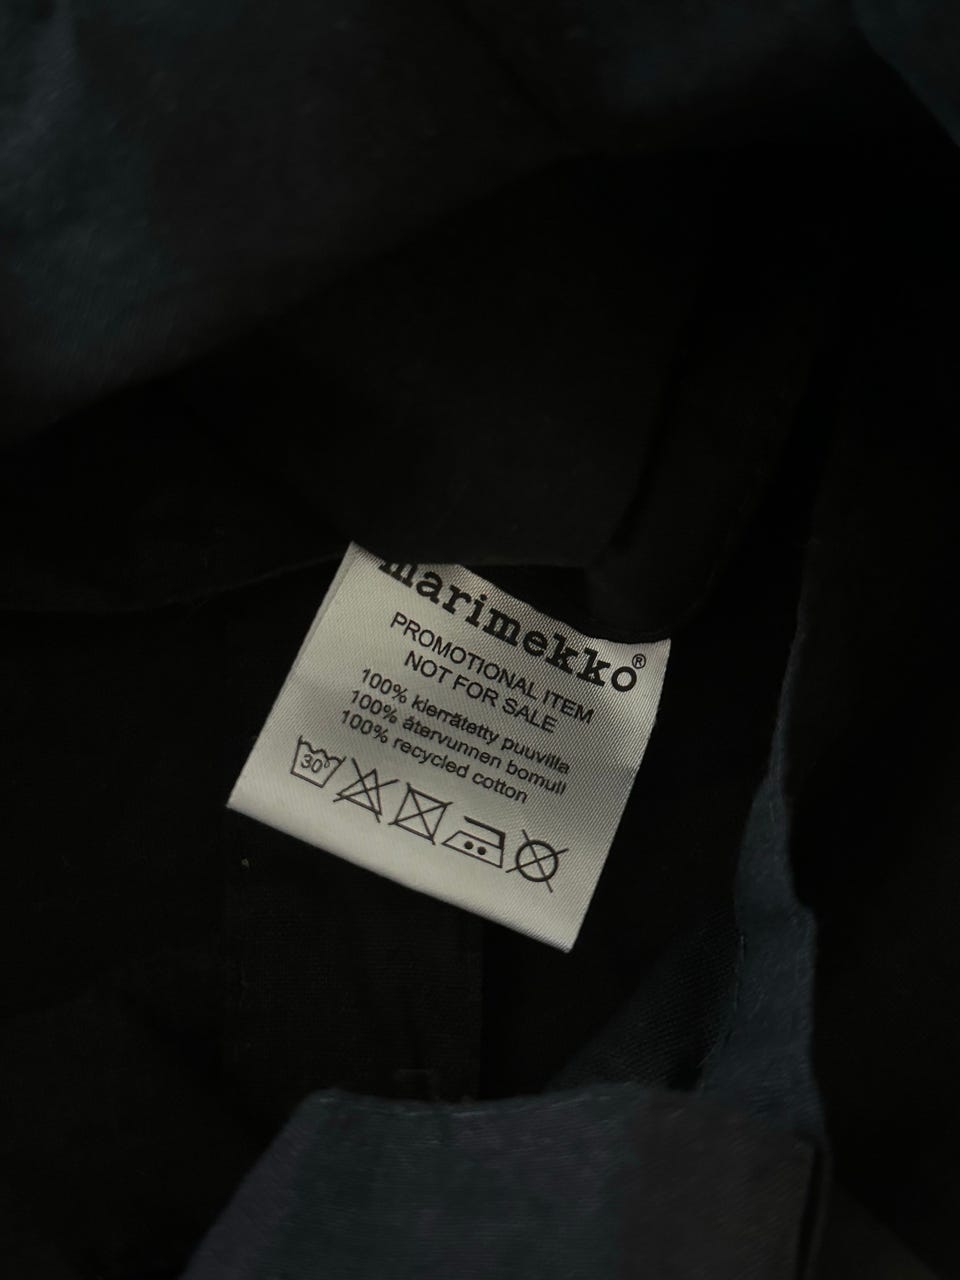 marimekko®
PROMOTIONAL ITEM
NOT FOR SALE
100% kierrätetty puuvilla
100% återvunnen bomull
100% recycled cotton
30°